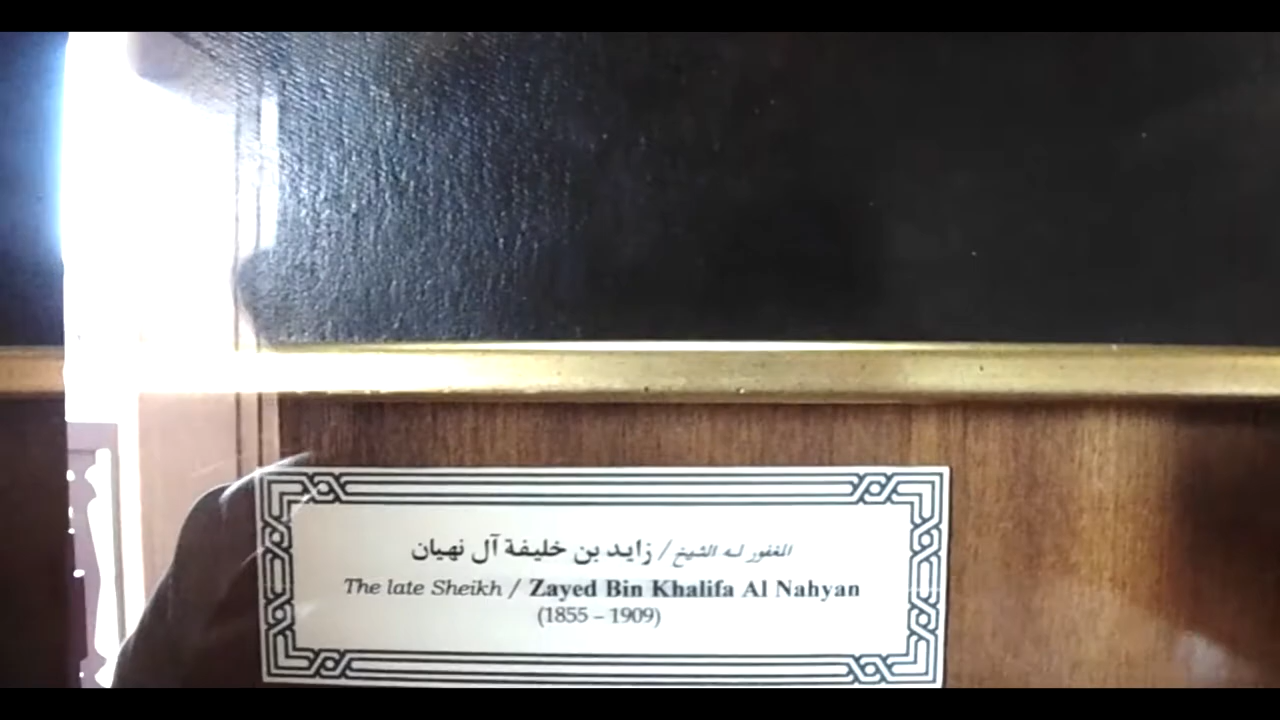 المغفور له الشيخ / زايد بن خليفة آل نهيان
The late Sheikh / Zayed Bin Khalifa Al Nahyan
(1855 – 1909)